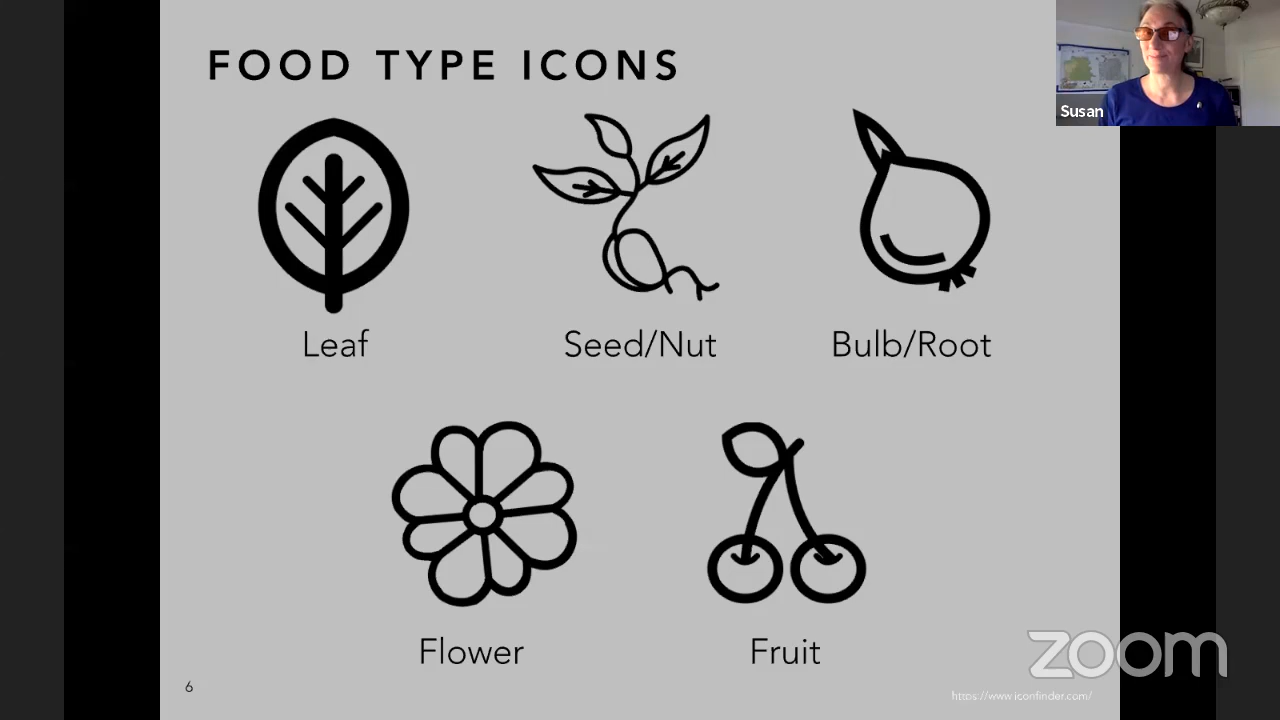 FOOD TYPE ICONS
Susan
Leaf
Seed/Nut
Bulb/Root
Flower
Fruit
6
https://www.iconfinder.com/
zoom